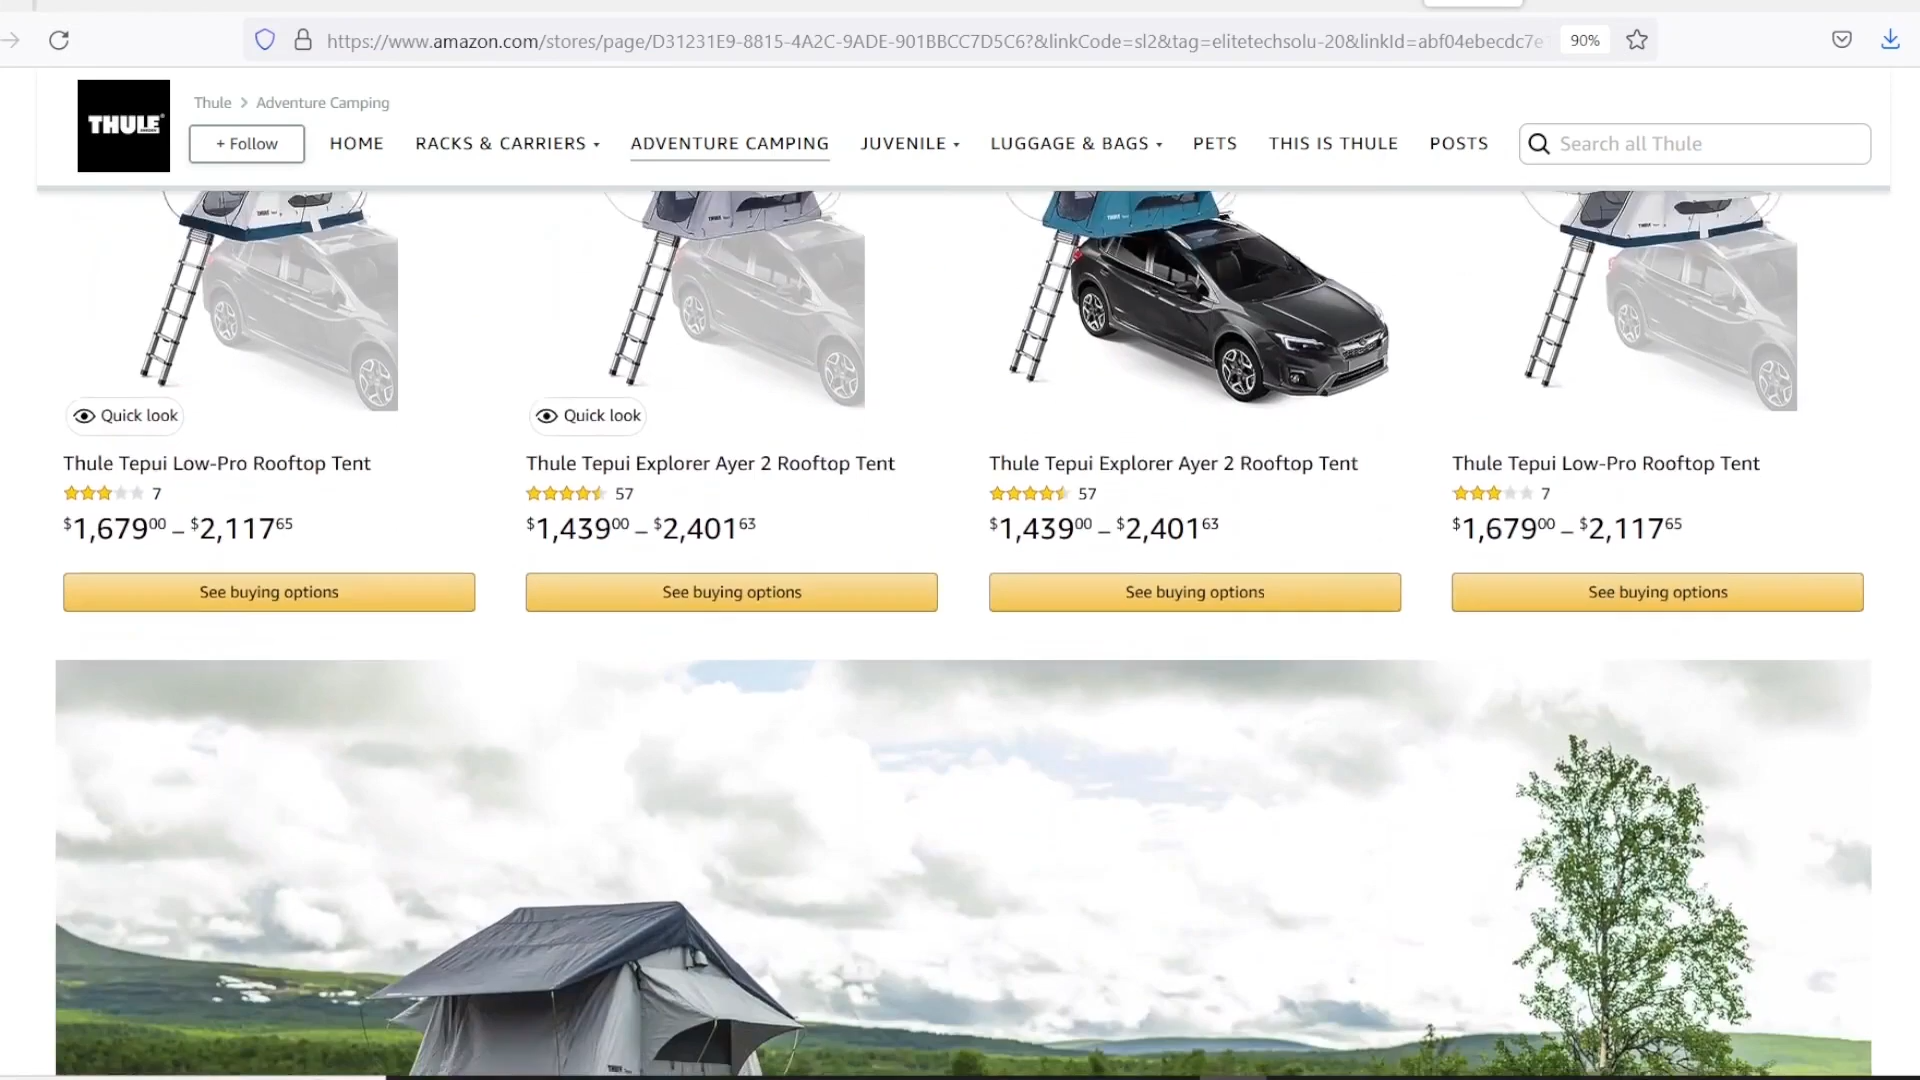 https://www.amazon.com/stores/page/D31231E9-8815-4A2C-9ADE-901BBCC7D5C6?&linkCode=sl2&tag=elitetechsolu-20&linkId=abf04ebecdc7e
90%
THULE
Thule > Adventure Camping
+ Follow
HOME
RACKS & CARRIERS
ADVENTURE CAMPING
JUVENILE
LUGGAGE & BAGS
PETS
THIS IS THULE
POSTS
Search all Thule
Quick look
Quick look
Thule Tepui Low-Pro Rooftop Tent
7
$1,679.00 – $2,117.65
See buying options
Thule Tepui Explorer Ayer 2 Rooftop Tent
57
$1,439.00 – $2,401.63
See buying options
Thule Tepui Explorer Ayer 2 Rooftop Tent
57
$1,439.00 – $2,401.63
See buying options
Thule Tepui Low-Pro Rooftop Tent
7
$1,679.00 – $2,117.65
See buying options